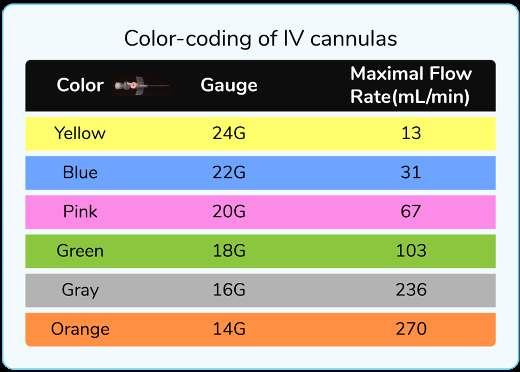 Color-coding of IV cannulas
Color Gauge Maximal Flow Rate(mL/min)
Yellow 24G 13
Blue 22G 31
Pink 20G 67
Green 18G 103
Gray 16G 236
Orange 14G 270